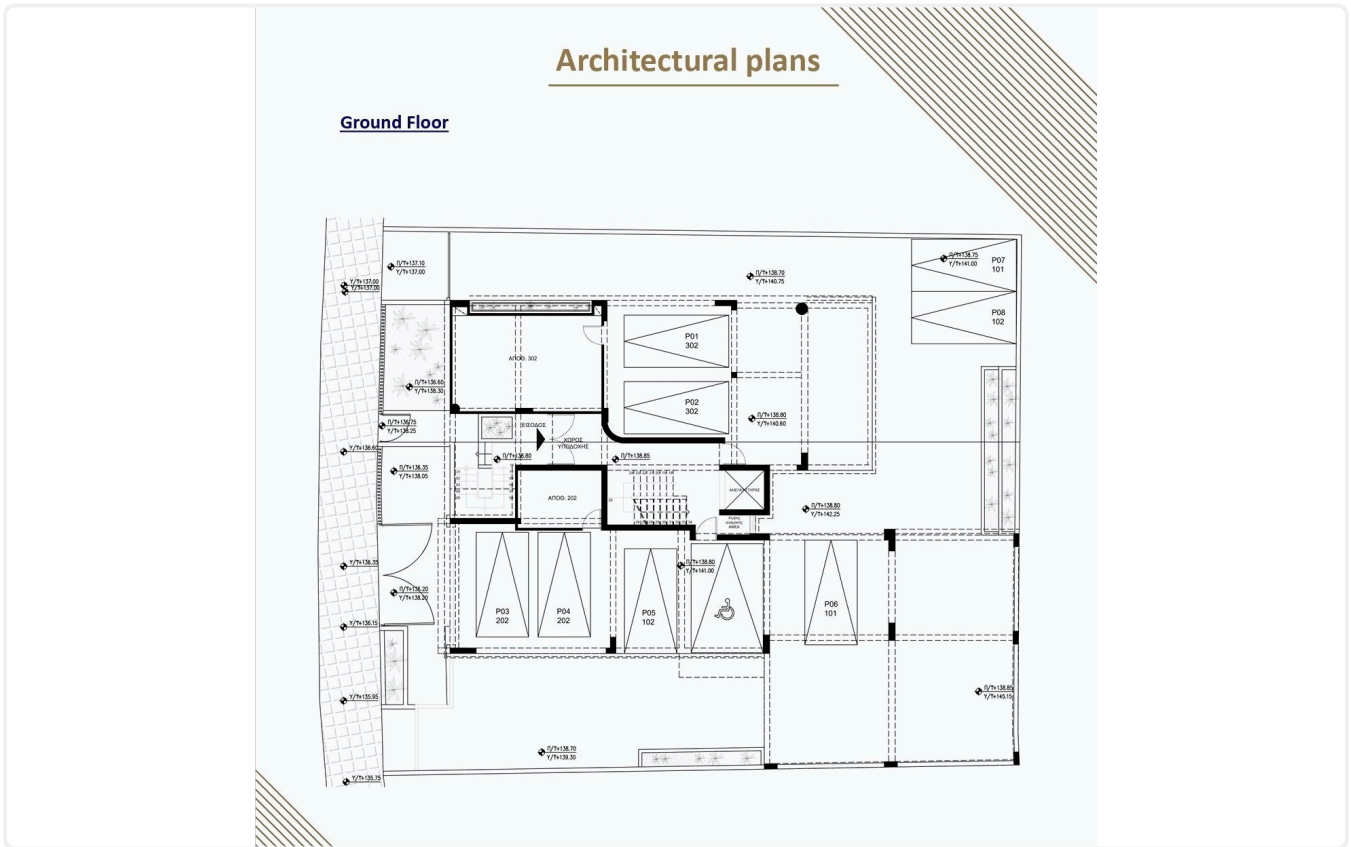 Architectural plans
Ground Floor
Π/Τ+137.10
Υ/Τ+137.00
Υ/Τ+137.00
Υ/Τ+137.00
Π/Τ+138.70
Υ/Τ+140.75
Π/Τ+138.75
Υ/Τ+141.00
P07
101
P08
102
P01
302
ΑΠΟΘ. 302
P02
302
Π/Τ+136.60
Υ/Τ+138.30
Π/Τ+136.75
Υ/Τ+138.25
Π/Τ+138.80
Υ/Τ+140.60
ΕΙΣΟΔΟΣ
ΧΩΡΟΣ
ΥΠΟΔΟΧΗΣ
Υ/Τ+136.60
Π/Τ+138.80
Π/Τ+138.85
Π/Τ+136.35
Υ/Τ+138.05
ΑΠΟΘ. 202
ΑΝΕΛΚΥΣΤΗΡΑΣ
Π/Τ+138.80
Υ/Τ+142.25
ΑΜΕΑ
Υ/Τ+136.35
Π/Τ+138.80
Υ/Τ+141.00
Π/Τ+136.20
Υ/Τ+138.20
P03
202
P04
202
P05
102
P06
101
Υ/Τ+136.15
Π/Τ+138.85
Υ/Τ+145.15
Υ/Τ+135.95
Π/Τ+138.70
Υ/Τ+139.30
Υ/Τ+135.75